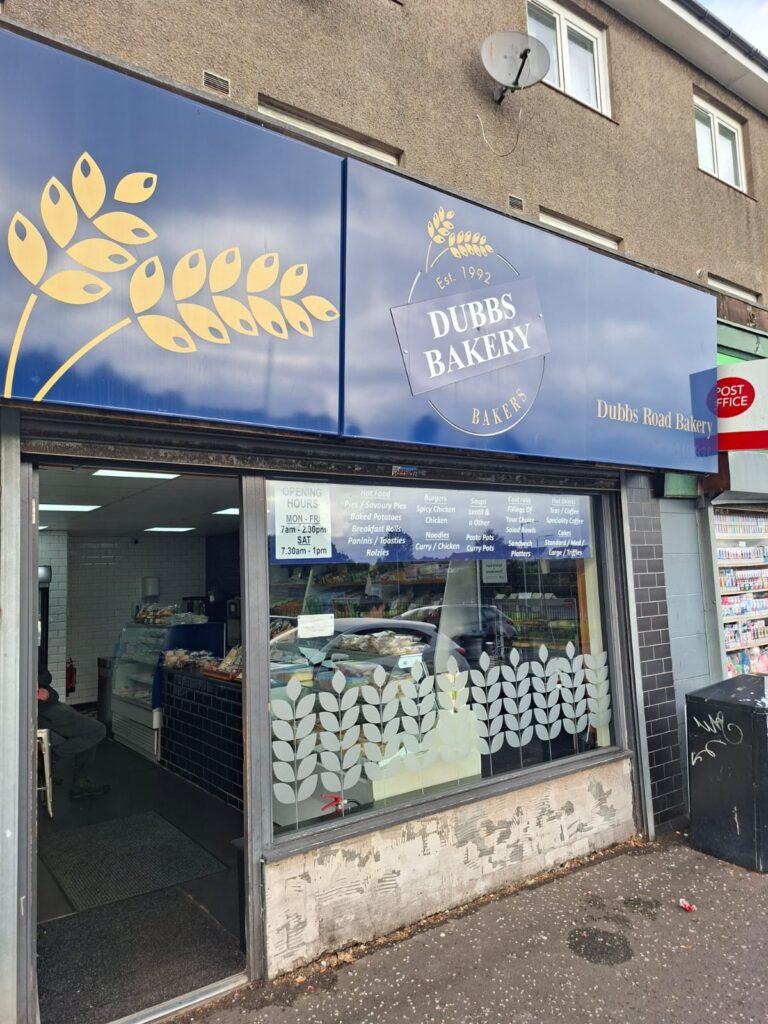 Est. 1992
DUBBS
BAKERY
BAKERS
Dubbs Road Bakery
POST
OFFICE
OPENING
HOURS
MON - FRI
7am - 2.30pm
SAT
7.30am - 1pm
Hot Food
Pies / Savoury Pies
Baked Potatoes
Breakfast Rolls
Paninis / Toasties
Rolzies
Burgers
Spicy Chicken
Chicken
Noodles
Curry / Chicken
Soups
Lentil &
a Other
Pasta Pots
Curry Pots
Cold rolls
Fillings Of
Your Choice
Salad Bowls
Sandwich
Platters
Hot Drinks
Teas / Coffee
Speciality Coffee
Cakes
Standard / Med /
Large / Trifles